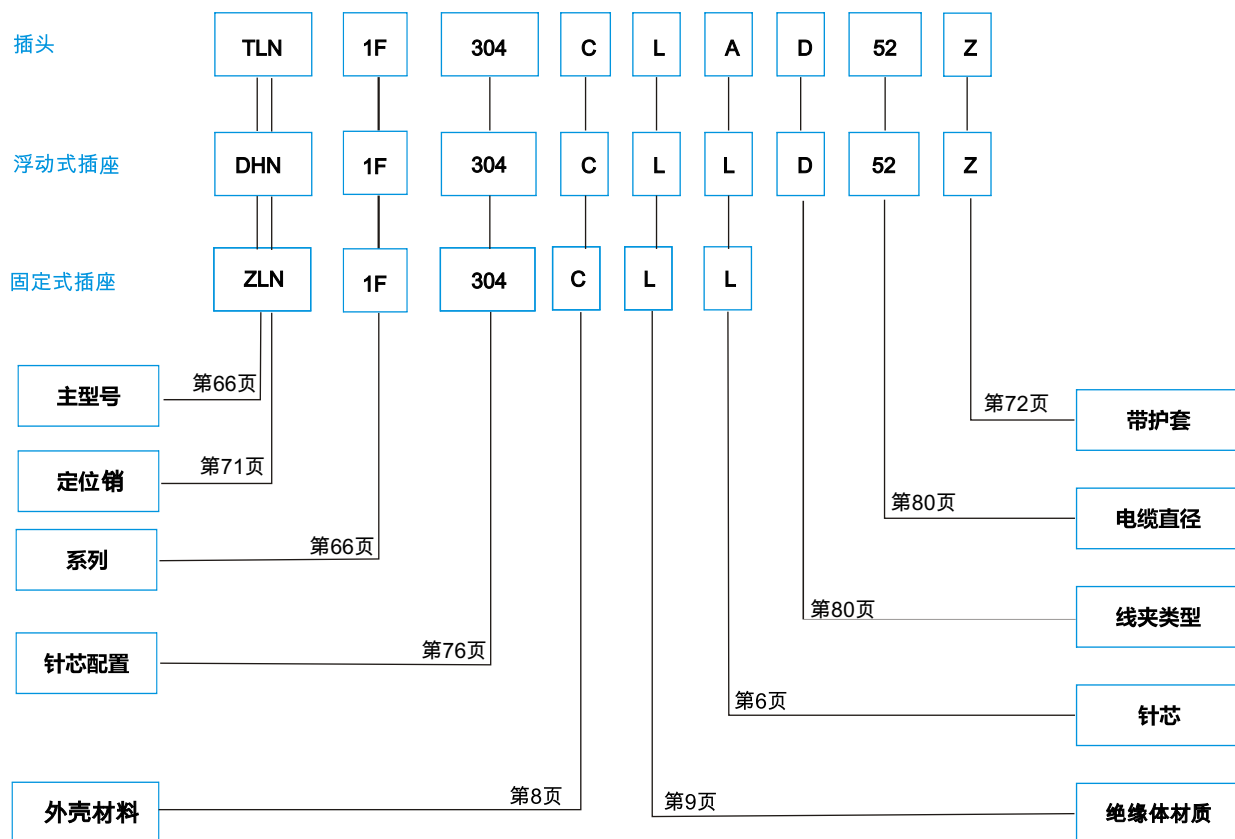 插头 TLN 1F 304 C L A D 52 Z
浮动式插座 DHN 1F 304 C L L D 52 Z
固定式插座 ZLN 1F 304 C L L
主型号 第66页
第72页 带护套
定位销 第71页
第80页 电缆直径
系列 第66页
第80页 线夹类型
针芯配置 第76页
第6页 针芯
外壳材料 第8页
第9页 绝缘体材质